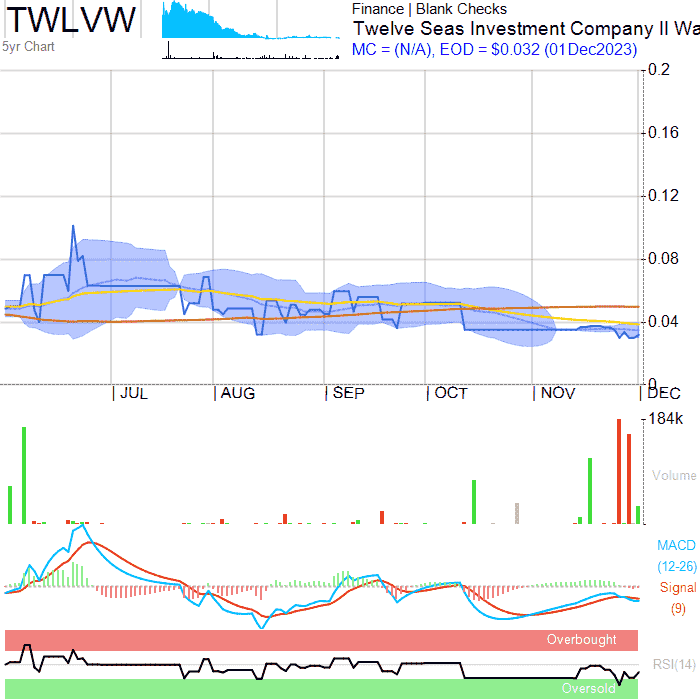 TWLVW
5yr Chart
Finance | Blank Checks
Twelve Seas Investment Company II Wa
MC = (N/A), EOD = $0.032 (01Dec2023)
0.2
0.16
0.12
0.08
0.04
0
JUL AUG SEP OCT NOV DEC
184k
Volume
MACD
(12-26)
Signal
(9)
Overbought
RSI(14)
Oversold